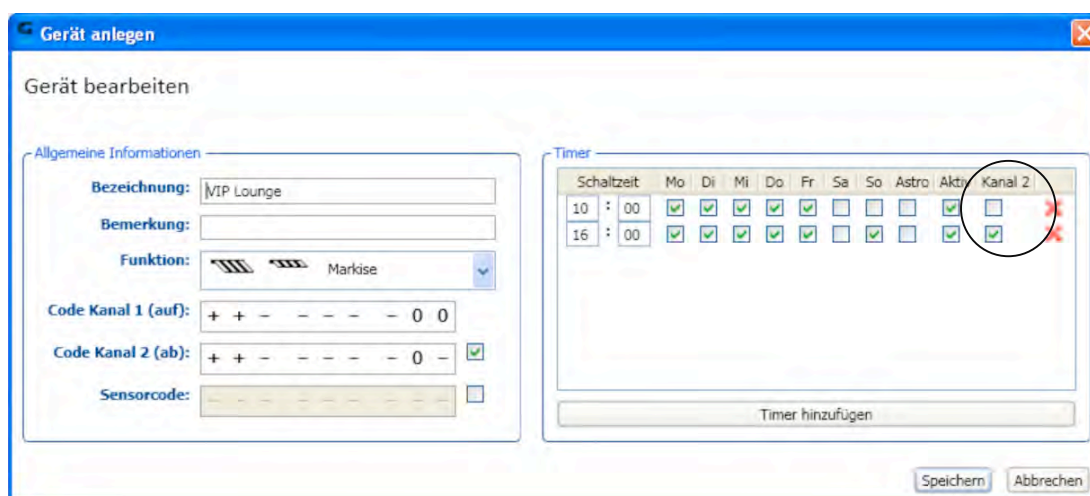 Gerät anlegen
Gerät bearbeiten
Allgemeine Informationen
Bezeichnung: VIP Lounge
Bemerkung:
Funktion: Markise
Code Kanal 1 (auf): + + - - - - - 0 0
Code Kanal 2 (ab): + + - - - - - 0 -
Sensorcode: - - - - - - - - -
Timer
Schaltzeit Mo Di Mi Do Fr Sa So Astro Aktiv Kanal 2
10 : 00
16 : 00
Timer hinzufügen
Speichern Abbrechen